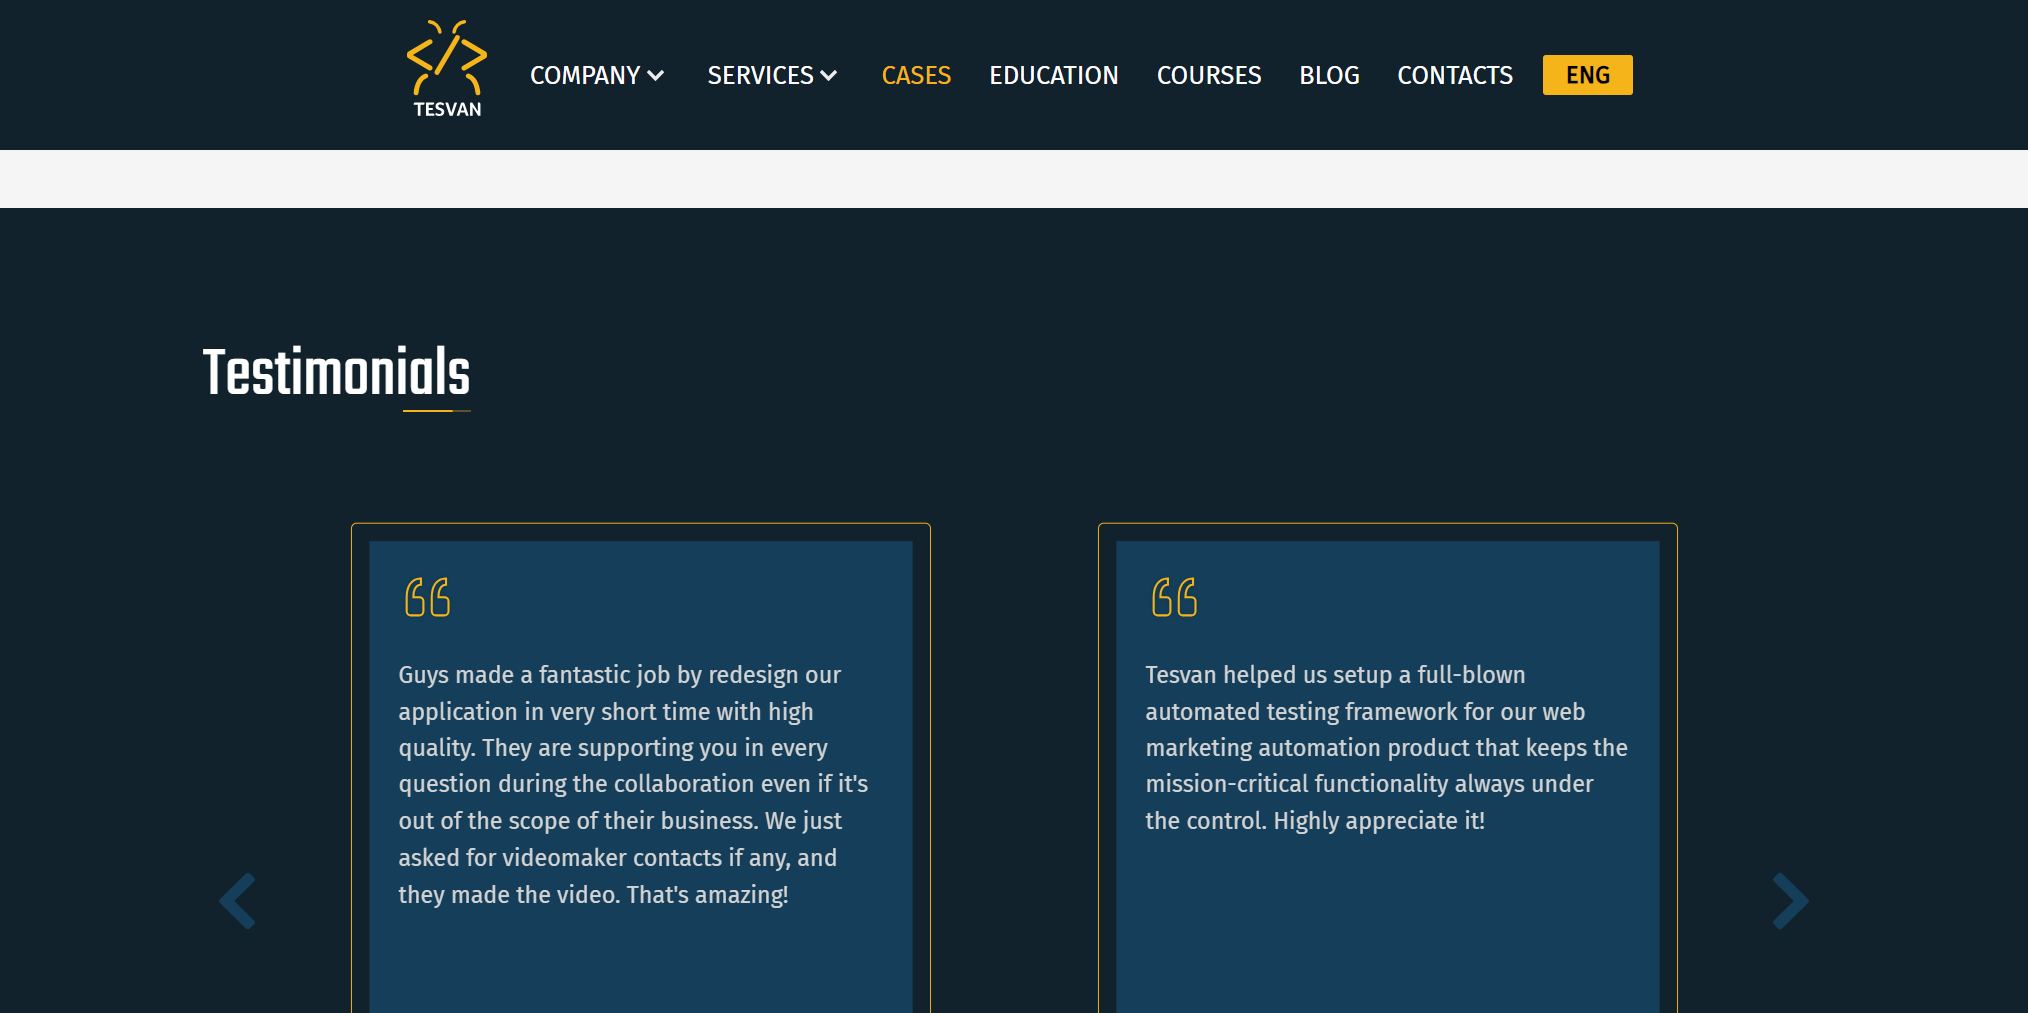 TESVAN
COMPANY
SERVICES
CASES
EDUCATION
COURSES
BLOG
CONTACTS
ENG
Testimonials
Guys made a fantastic job by redesign our
application in very short time with high
quality. They are supporting you in every
question during the collaboration even if it's
out of the scope of their business. We just
asked for videomaker contacts if any, and
they made the video. That's amazing!
Tesvan helped us setup a full-blown
automated testing framework for our web
marketing automation product that keeps the
mission-critical functionality always under
the control. Highly appreciate it!